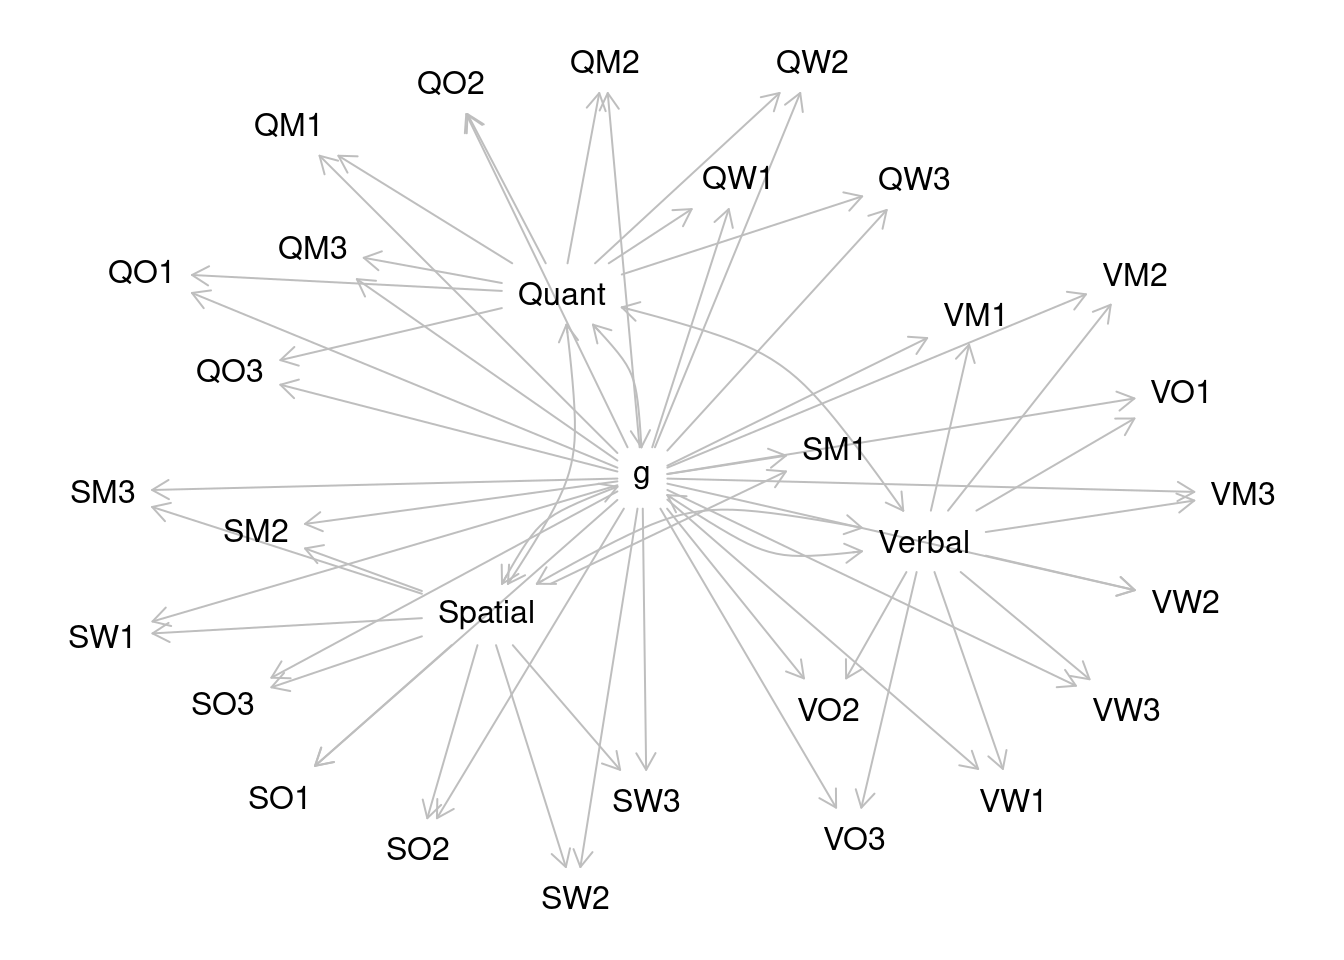 QM2
QW2
QO2
QM1
QW1
QW3
QM3
QO1
VM2
Quant
VM1
QO3
VO1
SM1
g
SM3
VM3
SM2
Verbal
VW2
Spatial
SW1
SO3
VO2
VW3
SO1
SW3
VW1
VO3
SO2
SW2